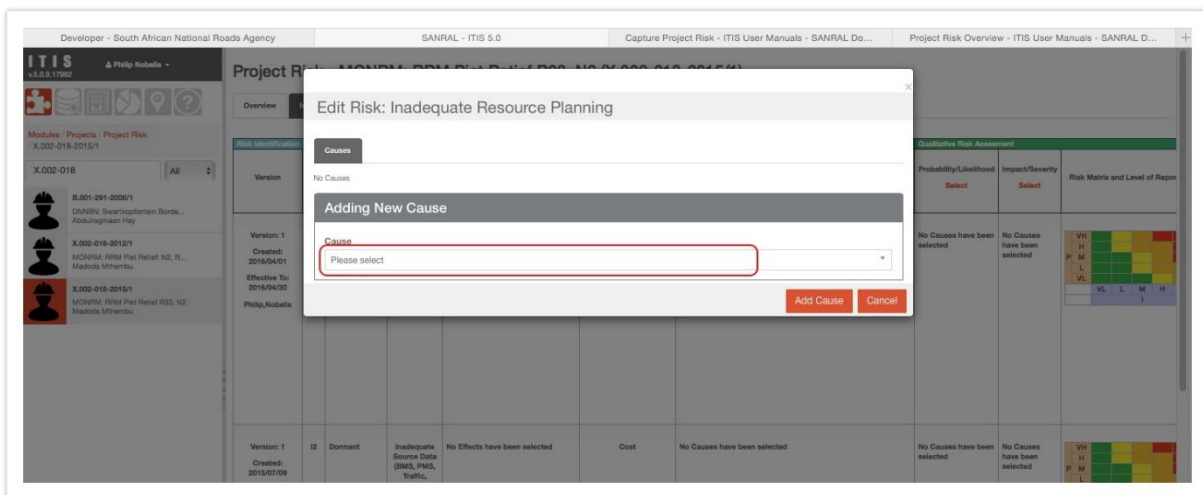 Developer - South African National Roads Agency
SANRAL - ITIS 5.0
Capture Project Risk - ITIS User Manuals - SANRAL Do...
Project Risk Overview - ITIS User Manuals - SANRAL D...
+
ITIS
v.5.0.9.17982
Philip Nobelis
Modules / Projects / Project Risk
/ X.002-018-2015/1
X.002-018
All
B.001-291-2008/1
DNNBN: Swartkopfontein Borde...
Abduragmaan Hay
X.002-018-2012/1
MONRM: RRM Piet Retief: N2, R...
Madoda Mthembu
X.002-018-2015/1
MONRM: RRM Piet Retief R33, N2
Madoda Mthembu
Overview
Risk Identification
Version
Edit Risk: Inadequate Resource Planning
×
Causes
No Causes
Adding New Cause
Cause
Please select
Add Cause
Cancel
Qualitative Risk Assessment
Probability/Likelihood
Select
Impact/Severity
Select
Risk Matrix and Level of Repor
Version: 1
Created:
2016/04/01
Effective To:
2016/04/30
Philip,Nobelis
No Causes have been
selected
No Causes
have been
selected
VH
H
P M
L
VL
VL L M H
I
Version: 1
Created:
2015/07/09
I2
Dormant
Inadequate
Source Data
(BMS, PMS,
Traffic,
No Effects have been selected
Cost
No Causes have been selected
No Causes have been
selected
No Causes
have been
selected
VH
H
P M
L